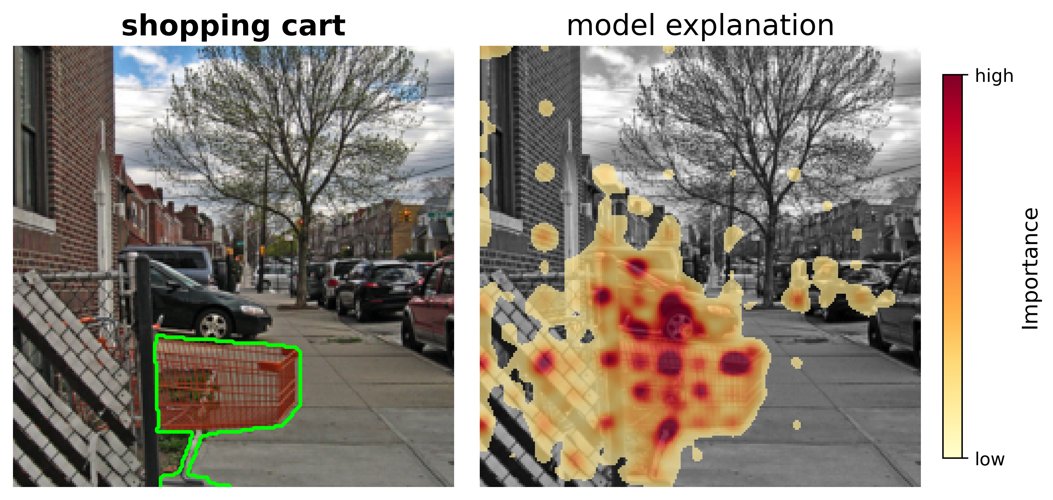 shopping cart
model explanation
high
low
Importance